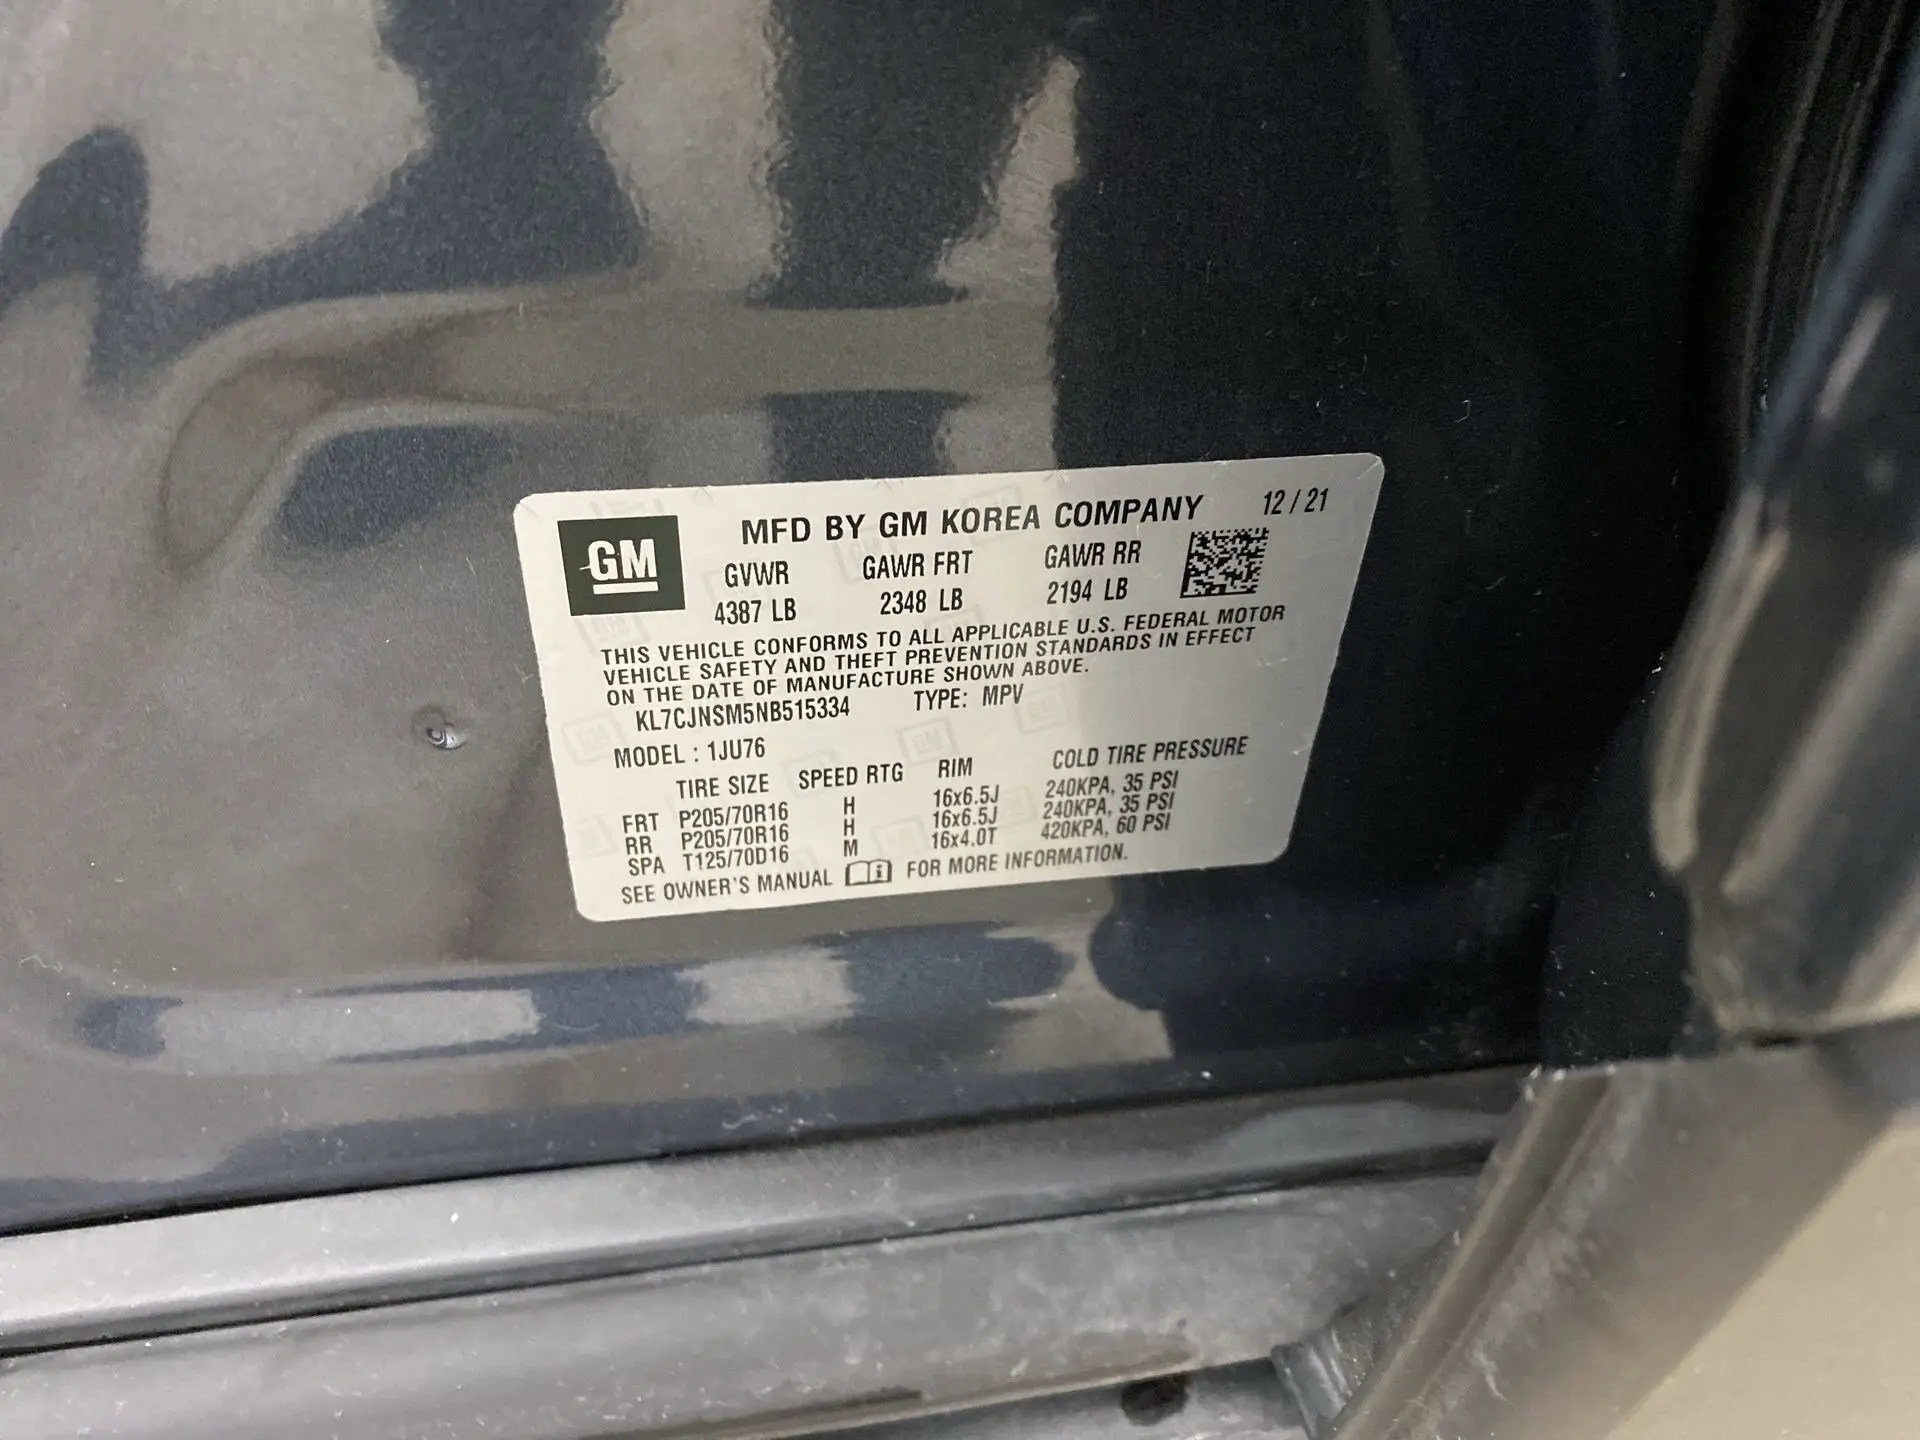 GM
MFD BY GM KOREA COMPANY 12 / 21
GVWR GAWR FRT GAWR RR
4387 LB 2348 LB 2194 LB
THIS VEHICLE CONFORMS TO ALL APPLICABLE U.S. FEDERAL MOTOR
VEHICLE SAFETY AND THEFT PREVENTION STANDARDS IN EFFECT
ON THE DATE OF MANUFACTURE SHOWN ABOVE.
KL7CJNSM5NB515334 TYPE: MPV
MODEL : 1JU76
TIRE SIZE SPEED RTG RIM COLD TIRE PRESSURE
FRT P205/70R16 H 16x6.5J 240KPA, 35 PSI
RR P205/70R16 H 16x6.5J 240KPA, 35 PSI
SPA T125/70D16 M 16x4.0T 420KPA, 60 PSI
SEE OWNER'S MANUAL i FOR MORE INFORMATION.